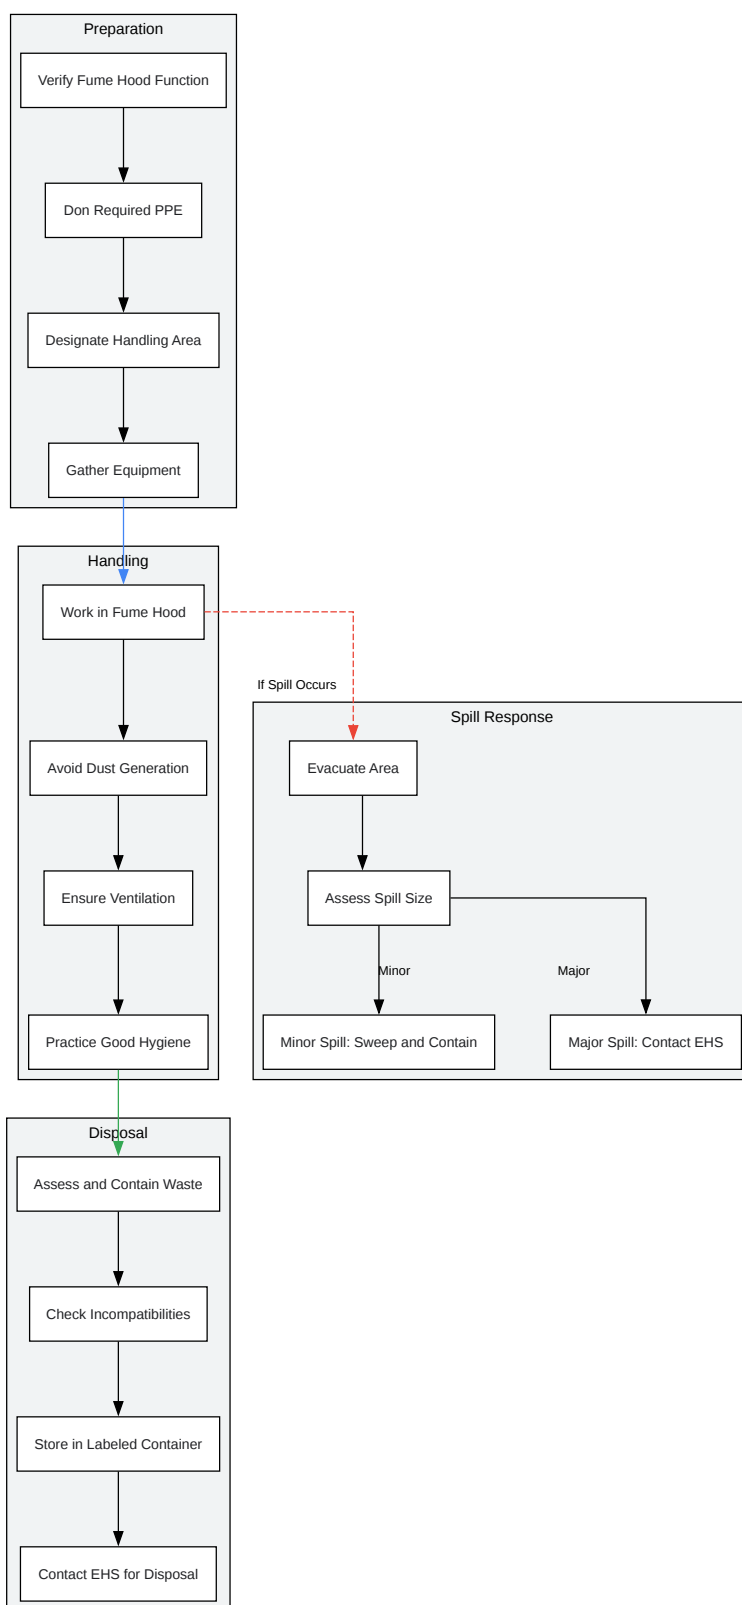 Preparation
Verify Fume Hood Function
Don Required PPE
Designate Handling Area
Gather Equipment
Handling
Work in Fume Hood
Avoid Dust Generation
Ensure Ventilation
Practice Good Hygiene
If Spill Occurs
Spill Response
Evacuate Area
Assess Spill Size
Minor
Major
Minor Spill: Sweep and Contain
Major Spill: Contact EHS
Disposal
Assess and Contain Waste
Check Incompatibilities
Store in Labeled Container
Contact EHS for Disposal